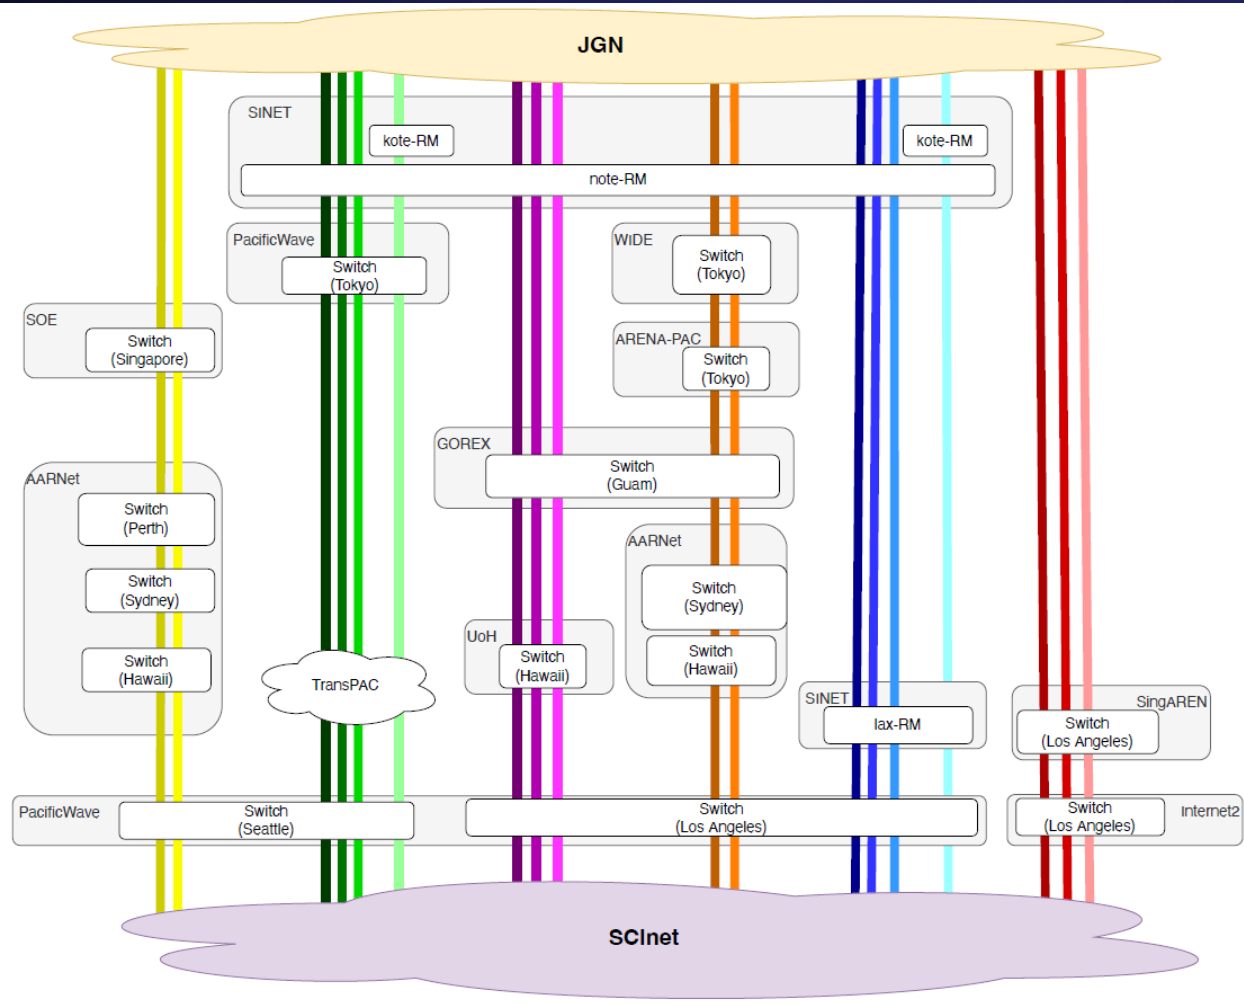 JGN
SINET
kote-RM
kote-RM
note-RM
PacificWave
Switch
(Tokyo)
WIDE
Switch
(Tokyo)
SOE
Switch
(Singapore)
ARENA-PAC
Switch
(Tokyo)
GOREX
Switch
(Guam)
AARNet
Switch
(Perth)
Switch
(Sydney)
Switch
(Hawaii)
AARNet
Switch
(Sydney)
Switch
(Hawaii)
UoH
Switch
(Hawaii)
TransPAC
SINET
lax-RM
SingAREN
Switch
(Los Angeles)
PacificWave
Switch
(Seattle)
Switch
(Los Angeles)
Switch
(Los Angeles)
Internet2
SCInet